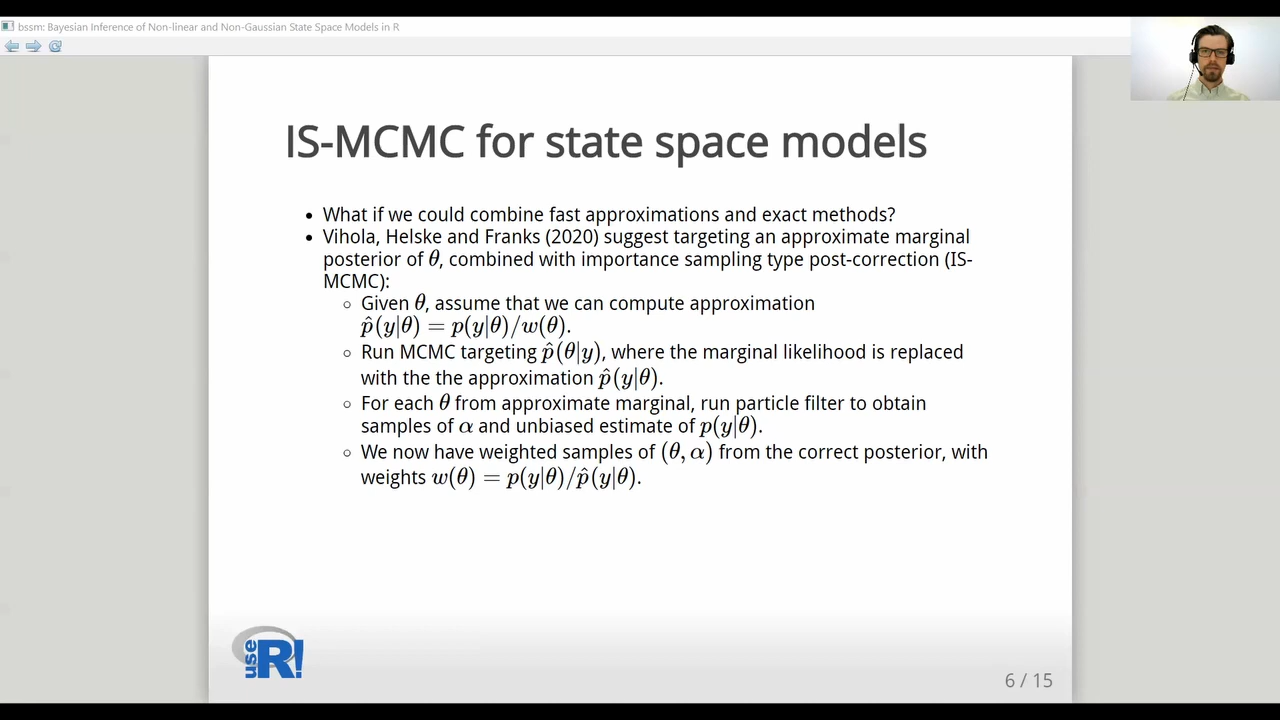 bssm: Bayesian Inference of Non-linear and Non-Gaussian State Space Models in R
IS-MCMC for state space models
• What if we could combine fast approximations and exact methods?
• Vihola, Helske and Franks (2020) suggest targeting an approximate marginal
posterior of θ, combined with importance sampling type post-correction (IS-
MCMC):
◦ Given θ, assume that we can compute approximation
p̂(y|θ) = p(y|θ)/w(θ).
◦ Run MCMC targeting p̂(θ|y), where the marginal likelihood is replaced
with the the approximation p̂(y|θ).
◦ For each θ from approximate marginal, run particle filter to obtain
samples of α and unbiased estimate of p(y|θ).
◦ We now have weighted samples of (θ, α) from the correct posterior, with
weights w(θ) = p(y|θ)/p̂(y|θ).
use R!
6 / 15